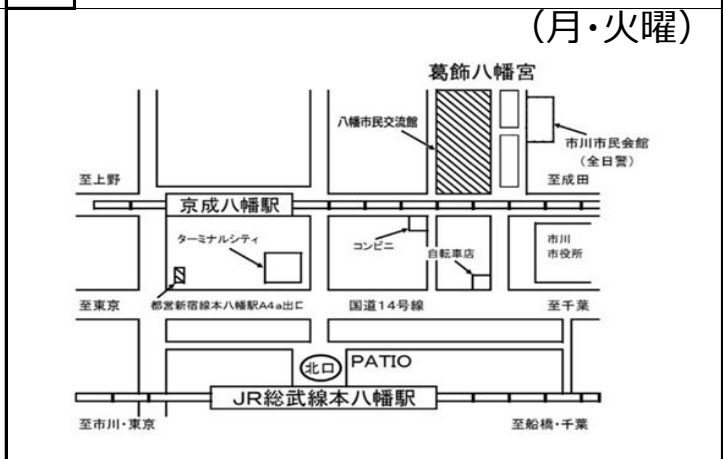 （月・火曜）
葛飾八幡宮
八幡市民交流館
市川市民会館
（全日警）
至上野
至成田
京成八幡駅
ターミナルシティ
コンビニ
自転車店
市川
市役所
至東京
都営新宿線本八幡駅A4a出口
国道14号線
至千葉
北口
PATIO
JR総武線本八幡駅
至市川・東京
至船橋・千葉